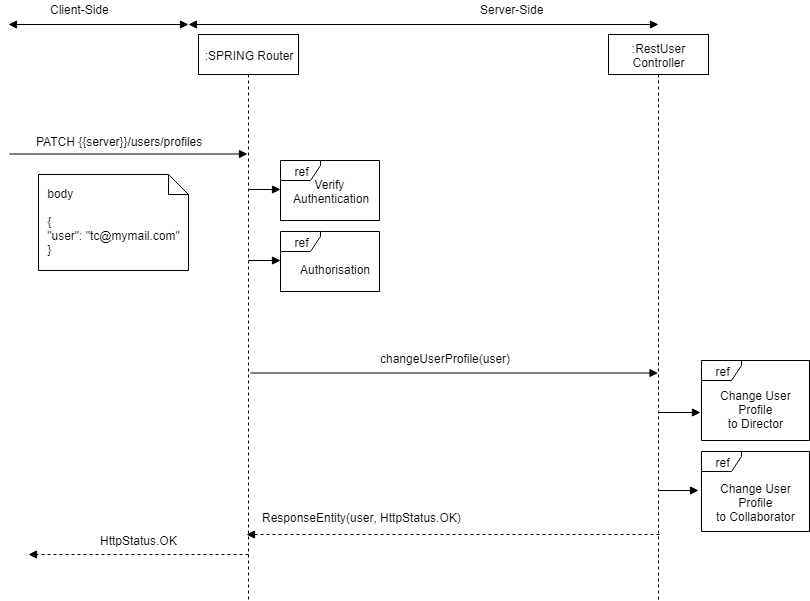 Client-Side
Server-Side
:SPRING Router
:RestUser
Controller
PATCH {{server}}/users/profiles
body
{
"user": "tc@mymail.com"
}
ref
Verify
Authentication
ref
Authorisation
changeUserProfile(user)
ref
Change User
Profile
to Director
ref
Change User
Profile
to Collaborator
ResponseEntity(user, HttpStatus.OK)
HttpStatus.OK